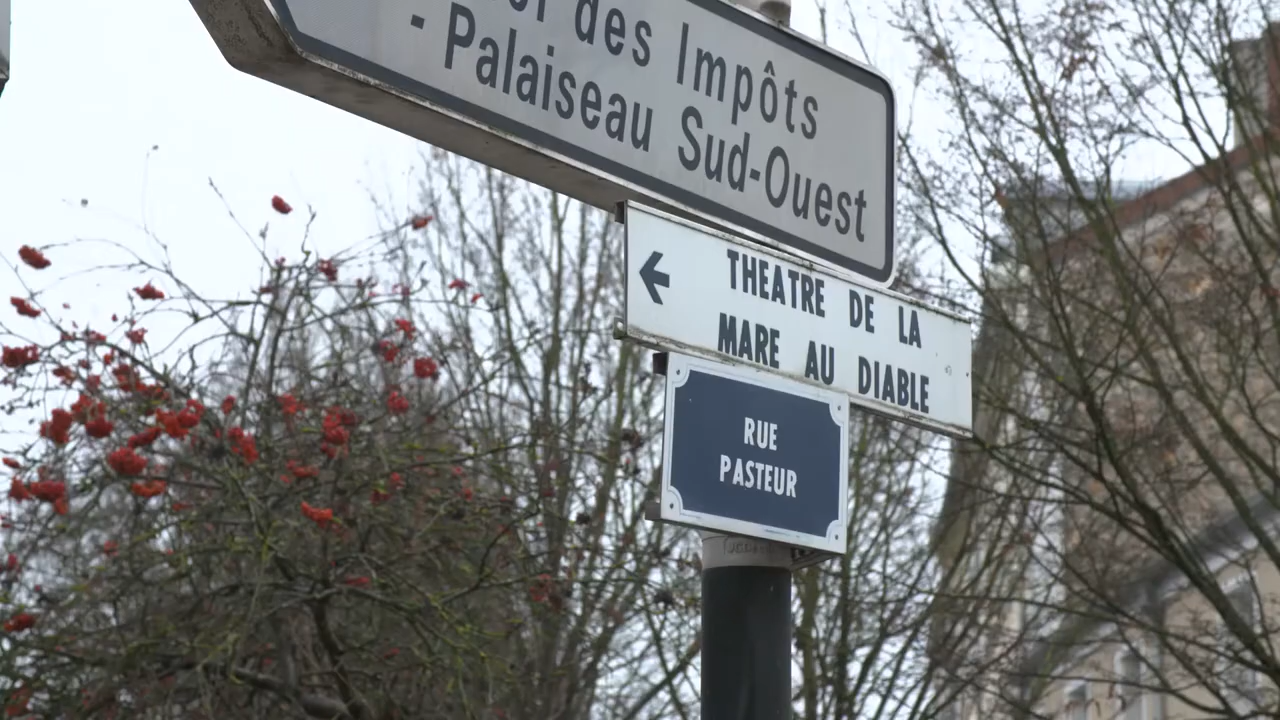 des Impôts
- Palaiseau Sud-Ouest
THEATRE DE LA
MARE AU DIABLE
RUE
PASTEUR